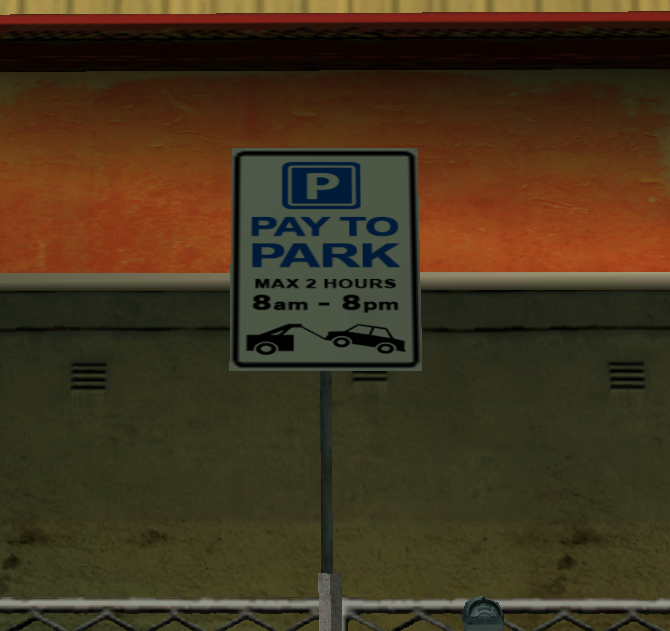 P
PAY TO
PARK
MAX 2 HOURS
8am - 8pm